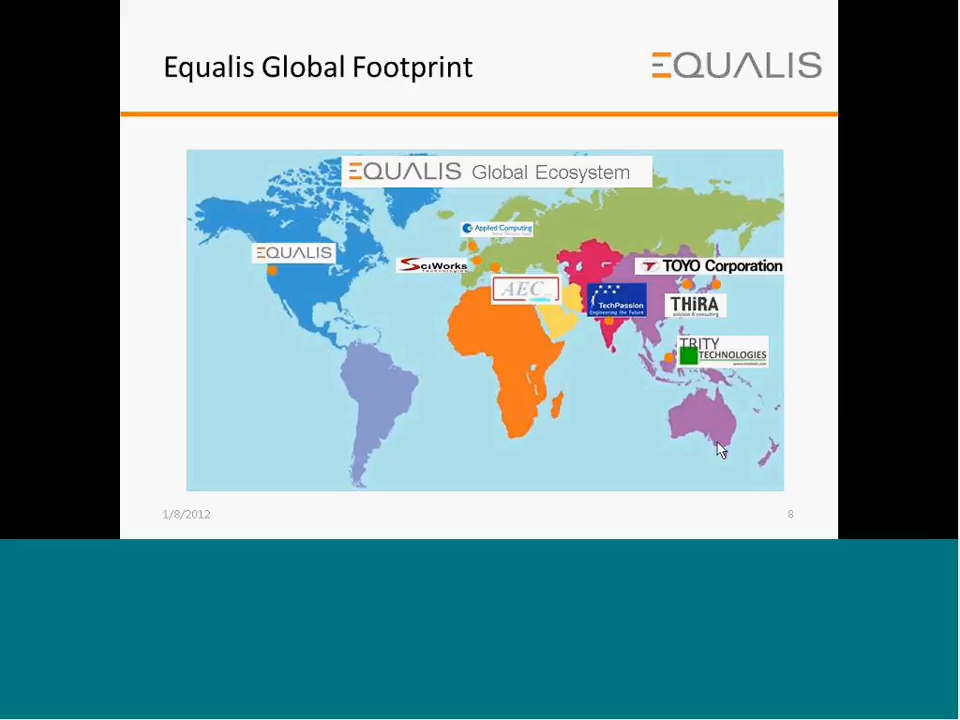 Equalis Global Footprint
EQUALIS
EQUALIS Global Ecosystem
Applied Computing
EQUALIS
SciWorks
Technologies
TOYO Corporation
AEC
TechPassion
Engineering the Future
THiRA
solution & consulting
TRITY
TECHNOLOGIES
1/8/2012
8